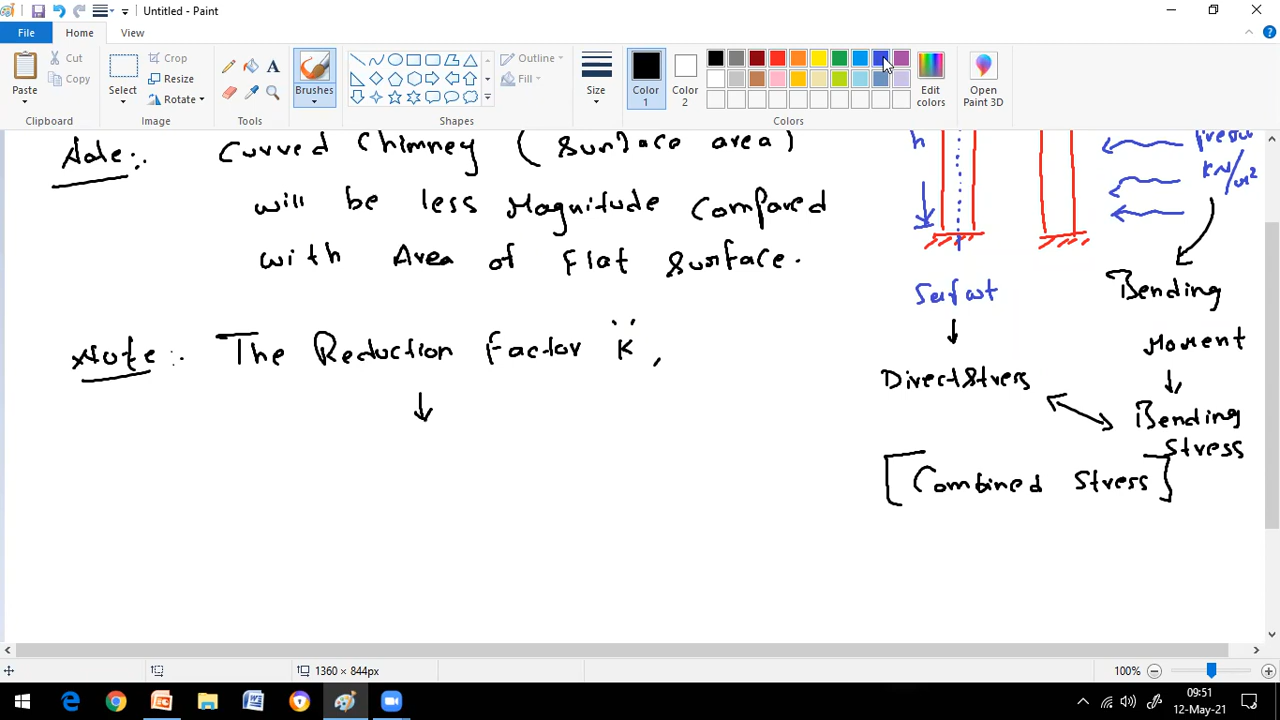 Untitled - Paint
File
Home
View
Paste
Cut
Copy
Clipboard
Select
Crop
Resize
Rotate
Image
Tools
Brushes
Outline
Fill
Shapes
Size
Color 1
Color 2
Colors
Edit colors
Open Paint 3D
Note:. Curved Chimney ( Surface area )
will be less Magnitude Compared
with Area of Flat Surface.
Note:. The Reduction Factor "K",
h
KN/m2
Self wt
Direct Stress
Bending
Moment
Bending
Stress
[Combined Stress]
1360 × 844px
100%
09:51
12-May-21